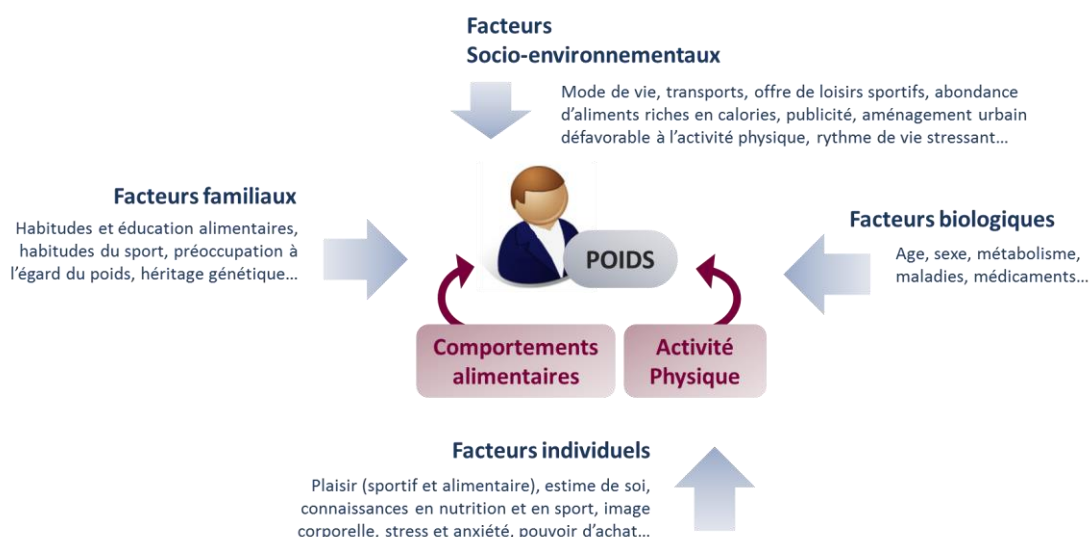 Facteurs
Socio-environnementaux
Mode de vie, transports, offre de loisirs sportifs, abondance
d'aliments riches en calories, publicité, aménagement urbain
défavorable à l'activité physique, rythme de vie stressant…
Facteurs familiaux
Habitudes et éducation alimentaires,
habitudes du sport, préoccupation à
l'égard du poids, héritage génétique…
POIDS
Facteurs biologiques
Age, sexe, métabolisme,
maladies, médicaments…
Comportements
alimentaires
Activité
Physique
Facteurs individuels
Plaisir (sportif et alimentaire), estime de soi,
connaissances en nutrition et en sport, image
corporelle, stress et anxiété, pouvoir d'achat…